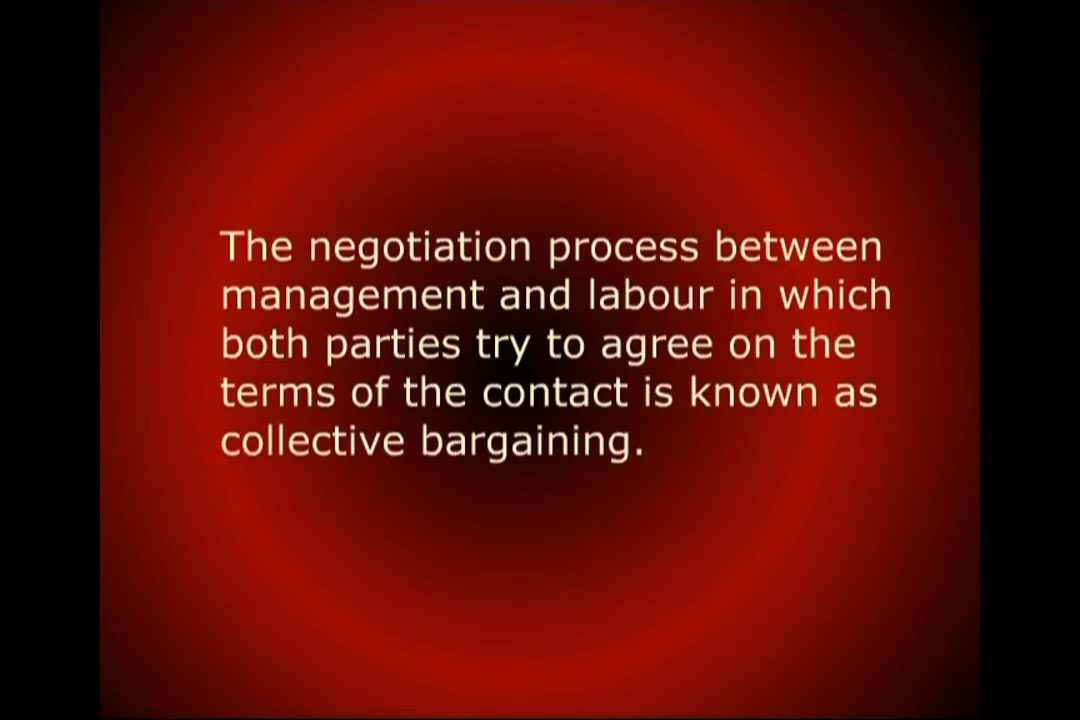 The negotiation process between
management and labour in which
both parties try to agree on the
terms of the contact is known as
collective bargaining.